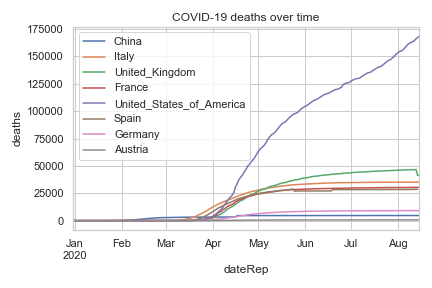 COVID-19 deaths over time
175000
150000
125000
100000
75000
50000
25000
0
deaths
China
Italy
United_Kingdom
France
United_States_of_America
Spain
Germany
Austria
Jan Feb Mar Apr May Jun Jul Aug
2020
dateRep